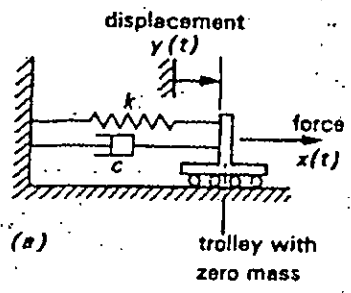 displacement
y(t)
k
force
x(t)
c
(a)
trolley with
zero mass